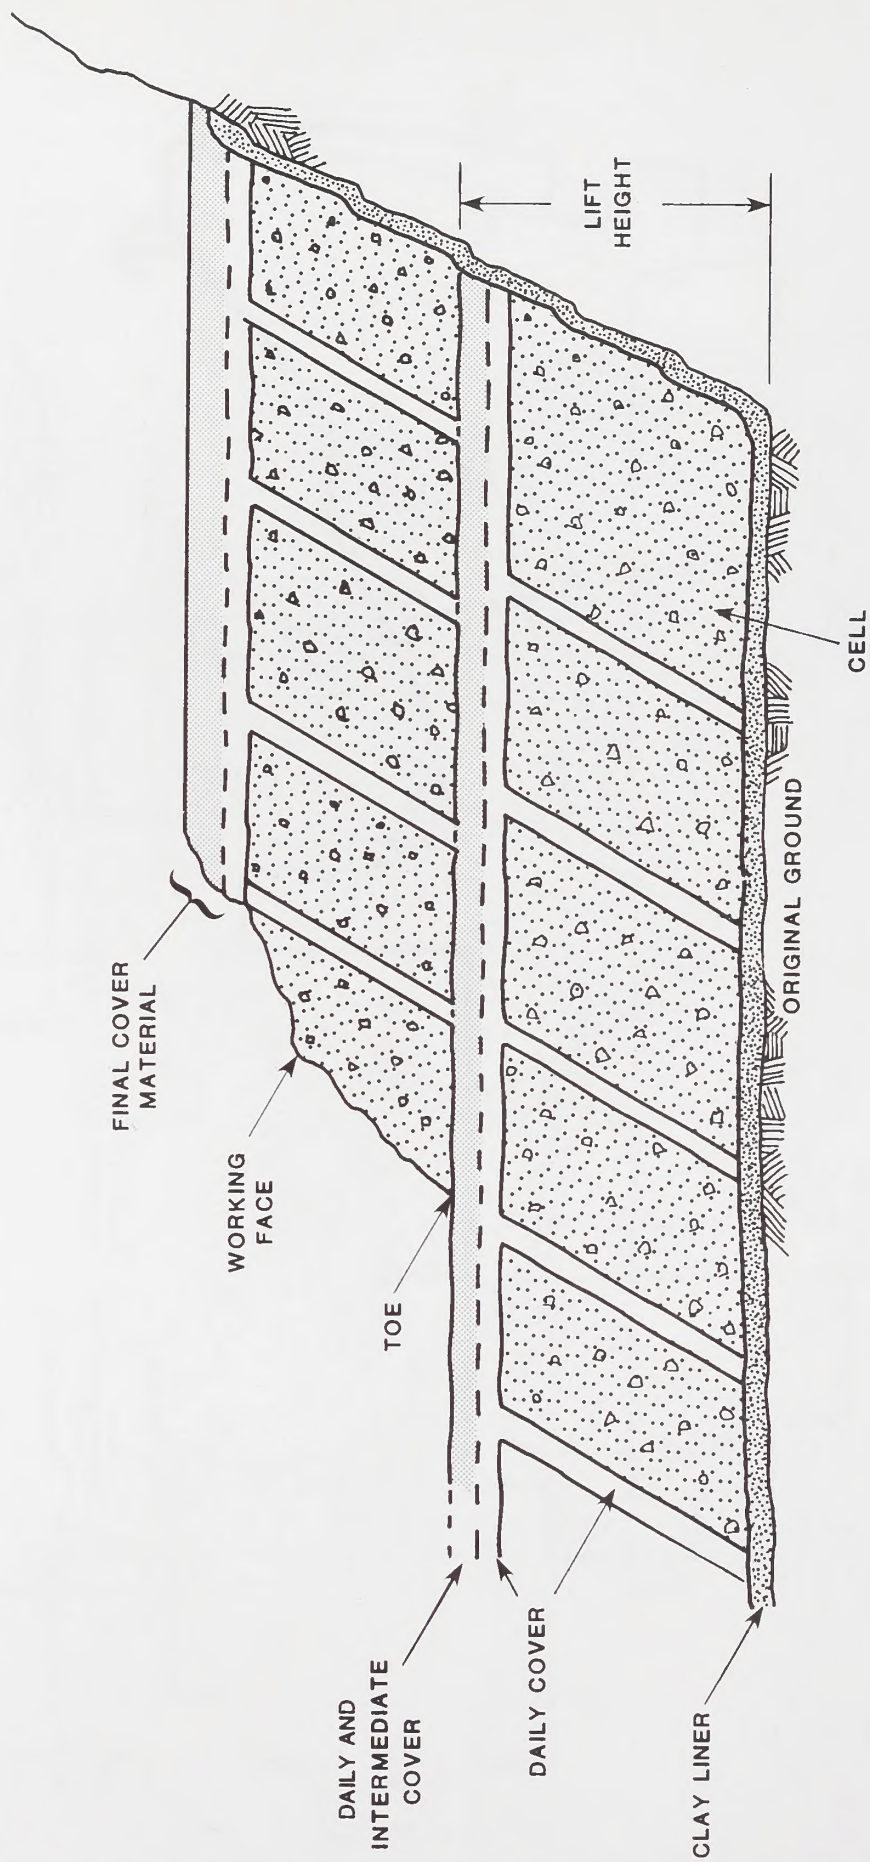 FINAL COVER
MATERIAL
WORKING
FACE
TOE
LIFT
HEIGHT
DAILY AND
INTERMEDIATE
COVER
DAILY COVER
CLAY LINER
ORIGINAL GROUND
CELL